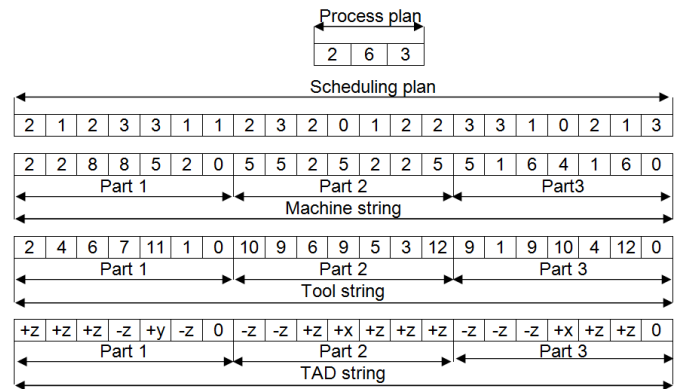 Process plan
2 6 3
Scheduling plan
2 1 2 3 3 1 1 2 3 2 0 1 2 2 3 3 1 0 2 1 3
2 2 8 8 5 2 0 5 5 2 5 2 2 5 5 1 6 4 1 6 0
Part 1 Part 2 Part3
Machine string
2 4 6 7 11 1 0 10 9 6 9 5 3 12 9 1 9 10 4 12 0
Part 1 Part 2 Part 3
Tool string
+z +z +z -z +y -z 0 -z -z +z +x +z +z +z -z -z -z +x +z +z 0
Part 1 Part 2 Part 3
TAD string